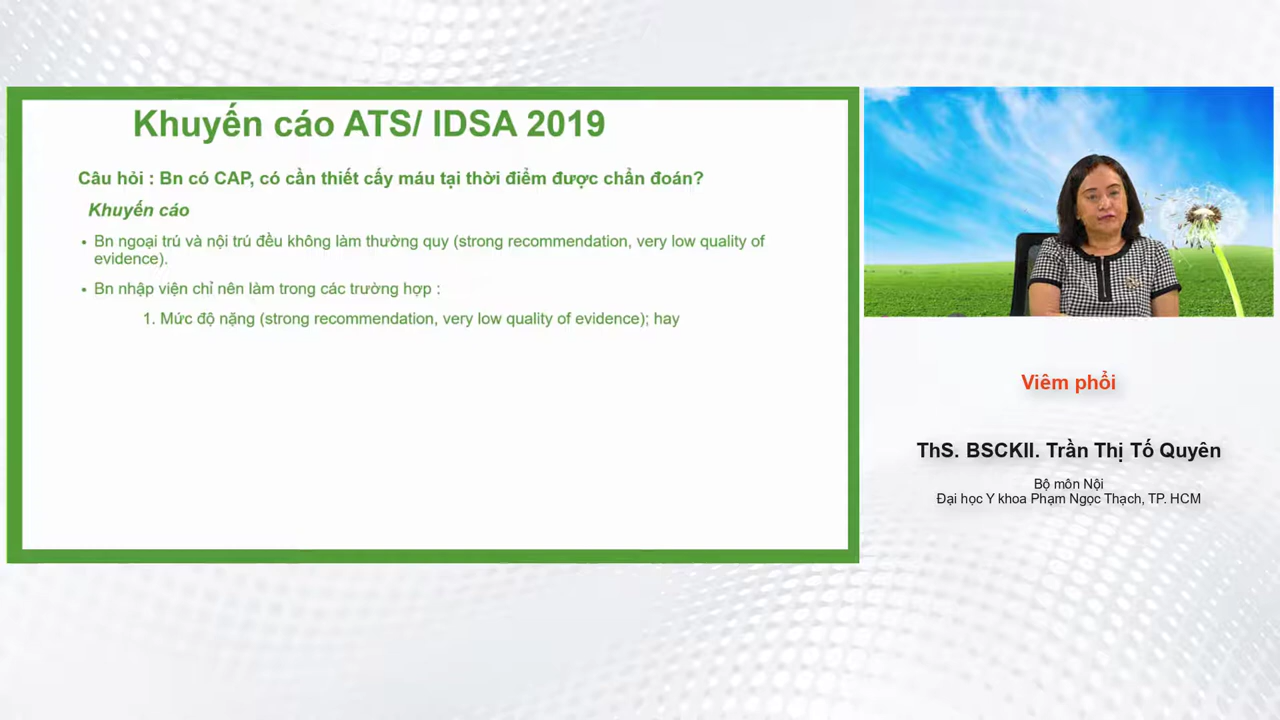 Khuyến cáo ATS/ IDSA 2019
Câu hỏi : Bn có CAP, có cần thiết cấy máu tại thời điểm được chẩn đoán?
Khuyến cáo
• Bn ngoại trú và nội trú đều không làm thường quy (strong recommendation, very low quality of
evidence).
• Bn nhập viện chỉ nên làm trong các trường hợp :
1. Mức độ nặng (strong recommendation, very low quality of evidence); hay
Viêm phổi
ThS. BSCKII. Trần Thị Tố Quyên
Bộ môn Nội
Đại học Y khoa Phạm Ngọc Thạch, TP. HCM